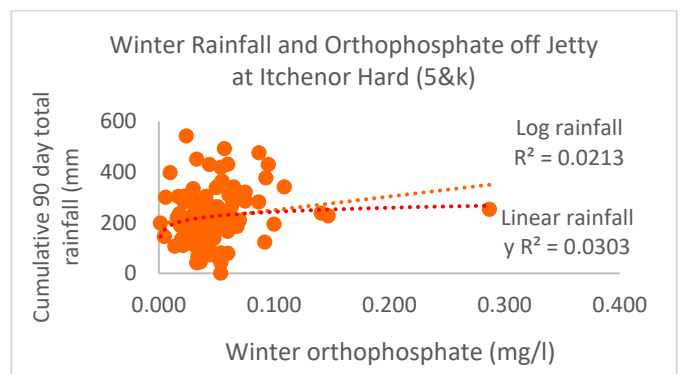 Winter Rainfall and Orthophosphate off Jetty
at Itchenor Hard (5&k)
Cumulative 90 day total
rainfall (mm
600
400
200
0
Log rainfall
R² = 0.0213
Linear rainfall
y R² = 0.0303
0.000 0.100 0.200 0.300 0.400
Winter orthophosphate (mg/l)